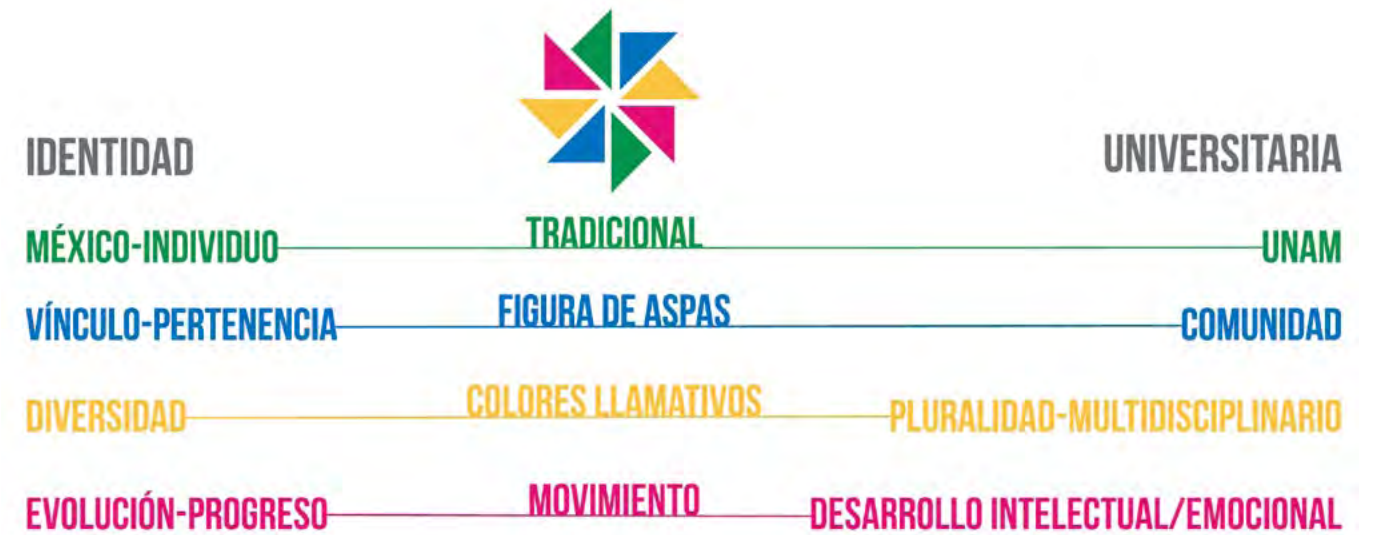 IDENTIDAD UNIVERSITARIA
MÉXICO-INDIVIDUO TRADICIONAL UNAM
VÍNCULO-PERTENENCIA FIGURA DE ASPAS COMUNIDAD
DIVERSIDAD COLORES LLAMATIVOS PLURALIDAD-MULTIDISCIPLINARIO
EVOLUCIÓN-PROGRESO MOVIMIENTO DESARROLLO INTELECTUAL/EMOCIONAL